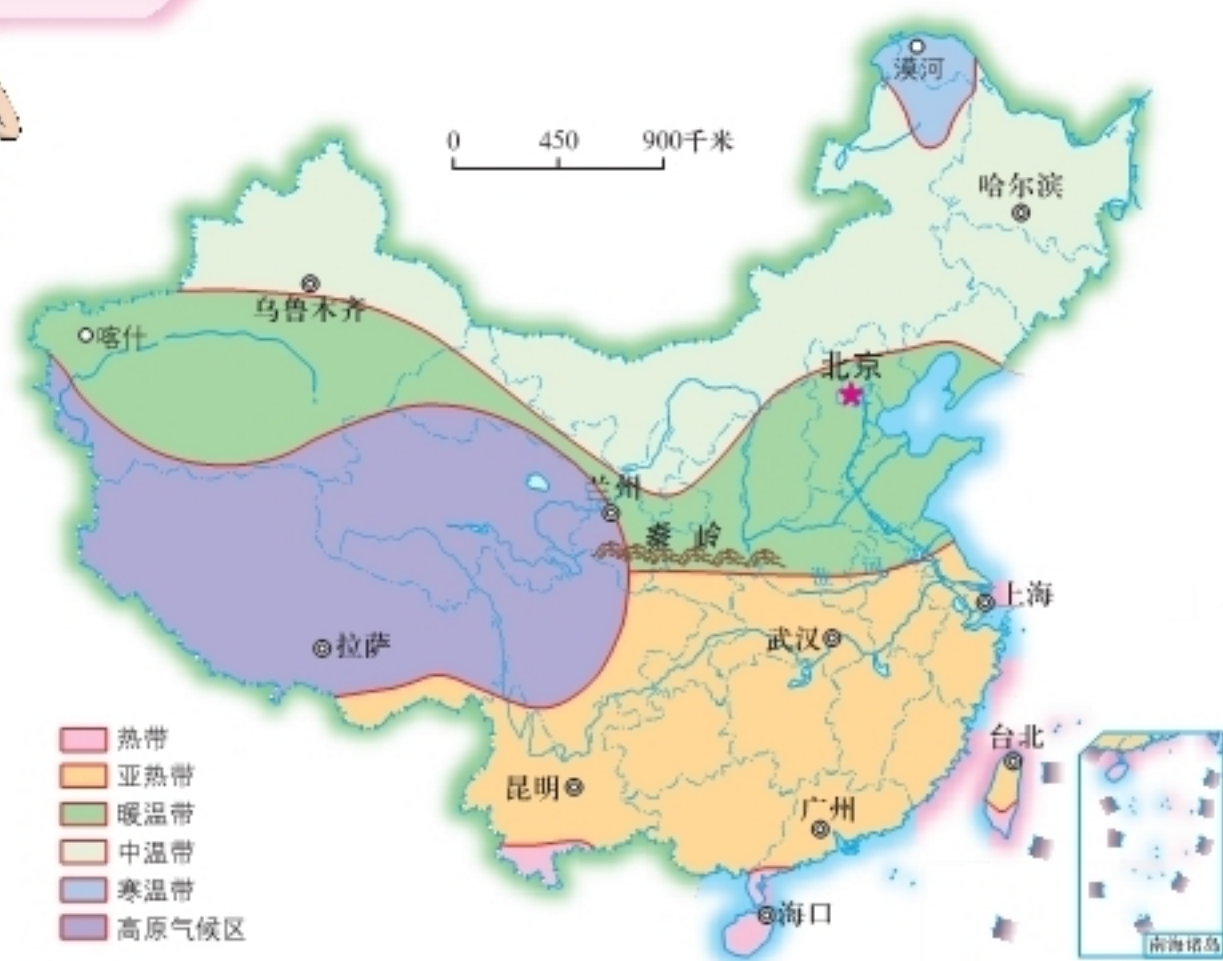 漠河
0 450 900千米
哈尔滨
乌鲁木齐
喀什
北京
兰州
秦岭
淮河
上海
武汉
拉萨
台北
昆明
广州
海口
南海诸岛
热带
亚热带
暖温带
中温带
寒温带
高原气候区